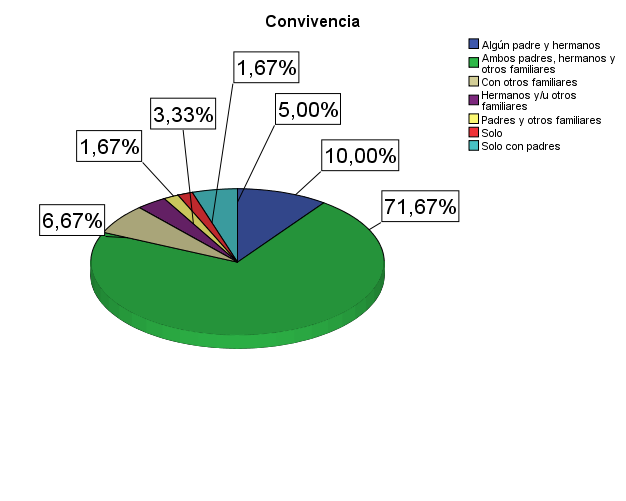 Convivencia
Algún padre y hermanos
Ambos padres, hermanos y
otros familiares
Con otros familiares
Hermanos y/u otros
familiares
Padres y otros familiares
Solo
Solo con padres
1,67%
5,00%
3,33%
1,67%
10,00%
6,67%
71,67%